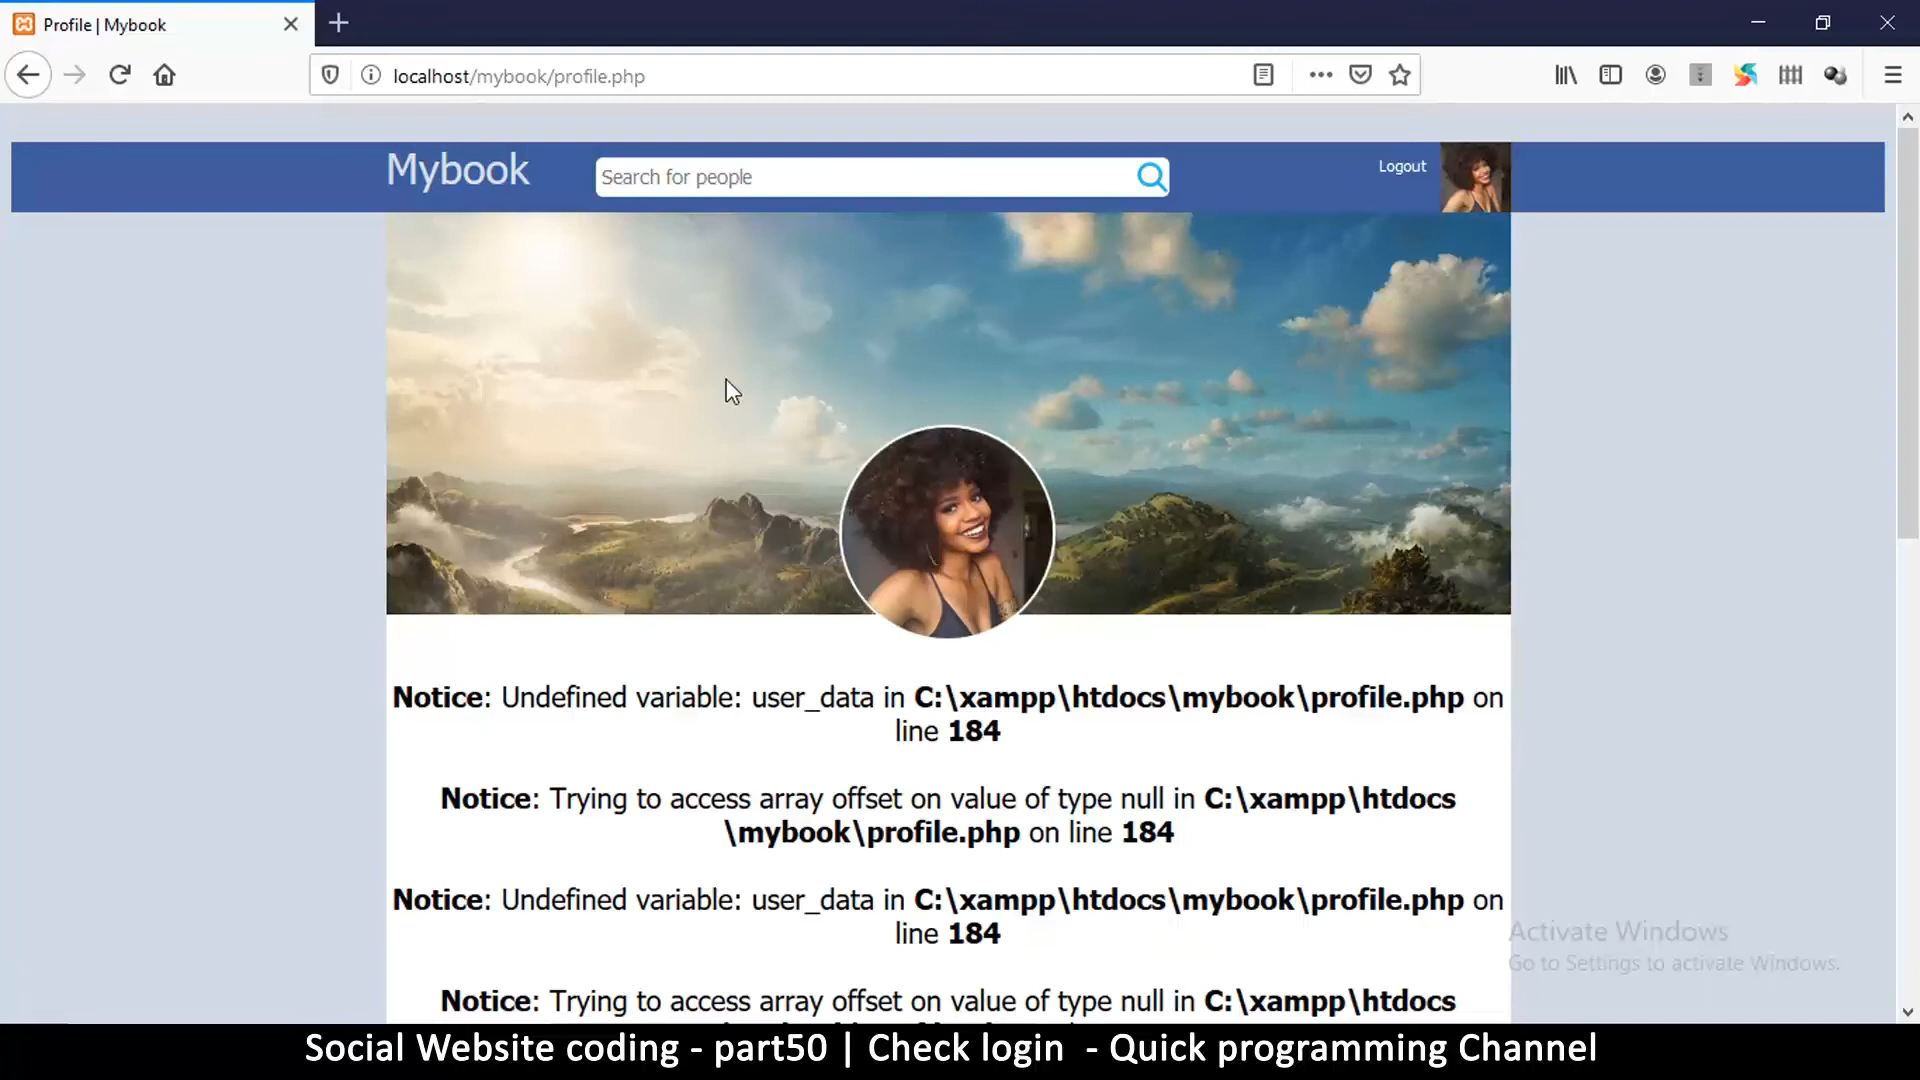 Profile | Mybook
localhost/mybook/profile.php
Mybook
Search for people
Logout
Notice: Undefined variable: user_data in C:\xampp\htdocs\mybook\profile.php on
line 184
Notice: Trying to access array offset on value of type null in C:\xampp\htdocs
\mybook\profile.php on line 184
Notice: Undefined variable: user_data in C:\xampp\htdocs\mybook\profile.php on
line 184
Notice: Trying to access array offset on value of type null in C:\xampp\htdocs
Activate Windows
Go to Settings to activate Windows.
Social Website coding - part50 | Check login - Quick programming Channel